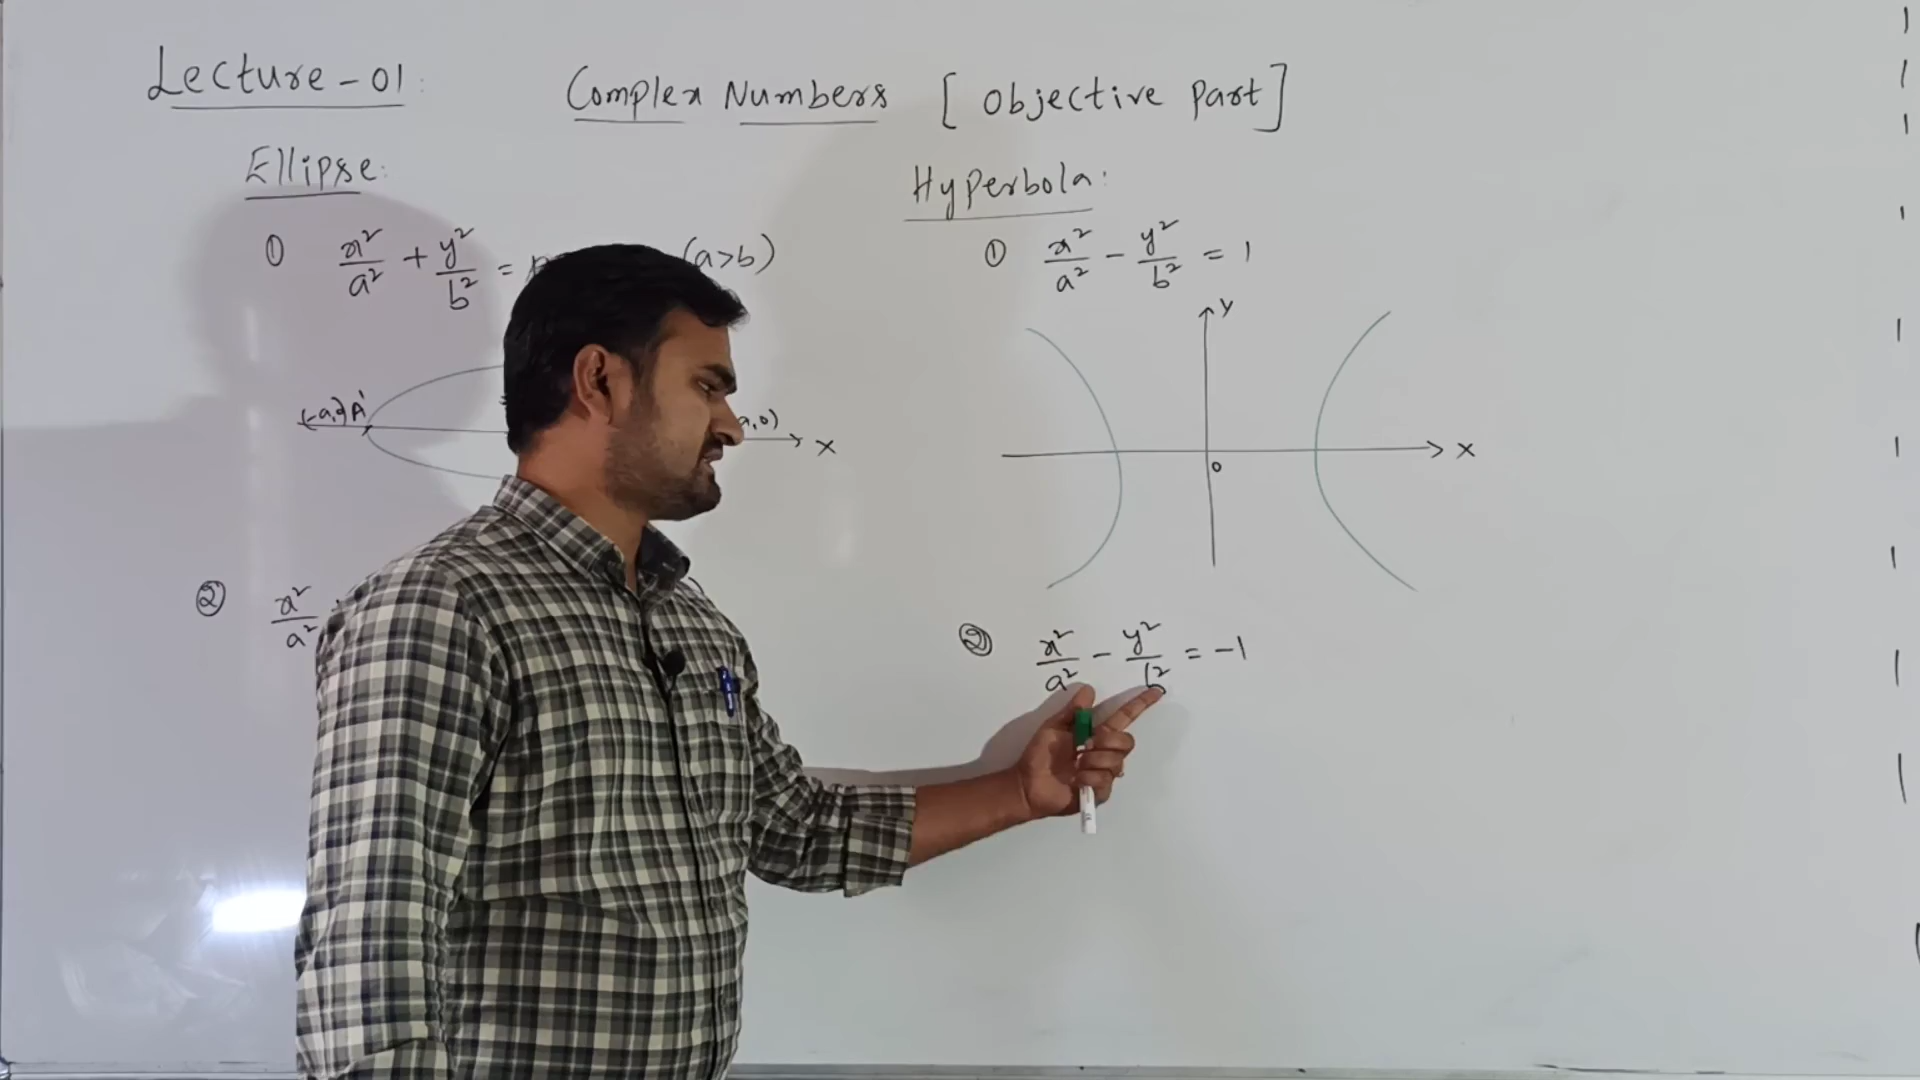 Lecture-01:
Complex Numbers [Objective Part]
Ellipse:
① x²/a² + y²/b² = (a>b)
(-a,0) A'
a,0)
X
② x²/a²
Hyperbola:
① x²/a² - y²/b² = 1
Y
X
0
② x²/a² - y²/b² = -1